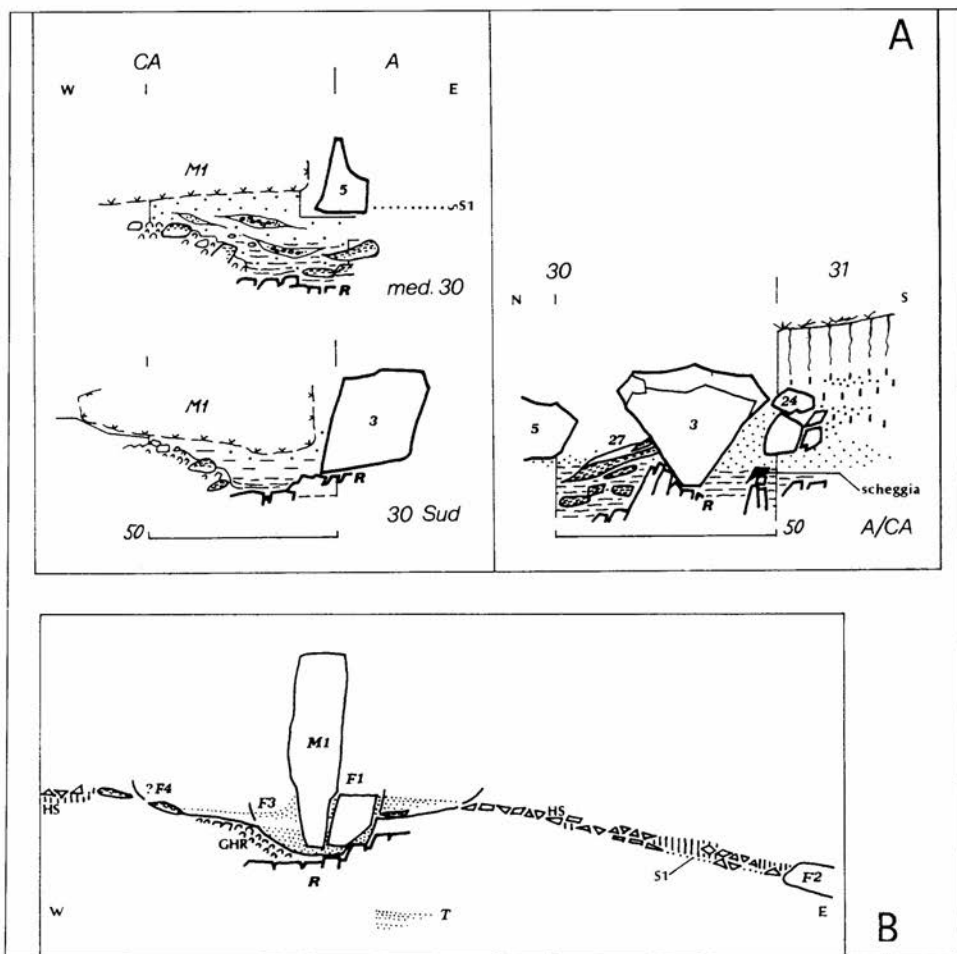 A
CA A
W E
M1
5
S1
R
med. 30
M1
3
R
30 Sud
50
30 31
N S
24
5 27 3
scheggia
R
50 A/CA
M1
F1
? F4
F3
HS
HS
GHR
S1
F2
R
W E
T
B